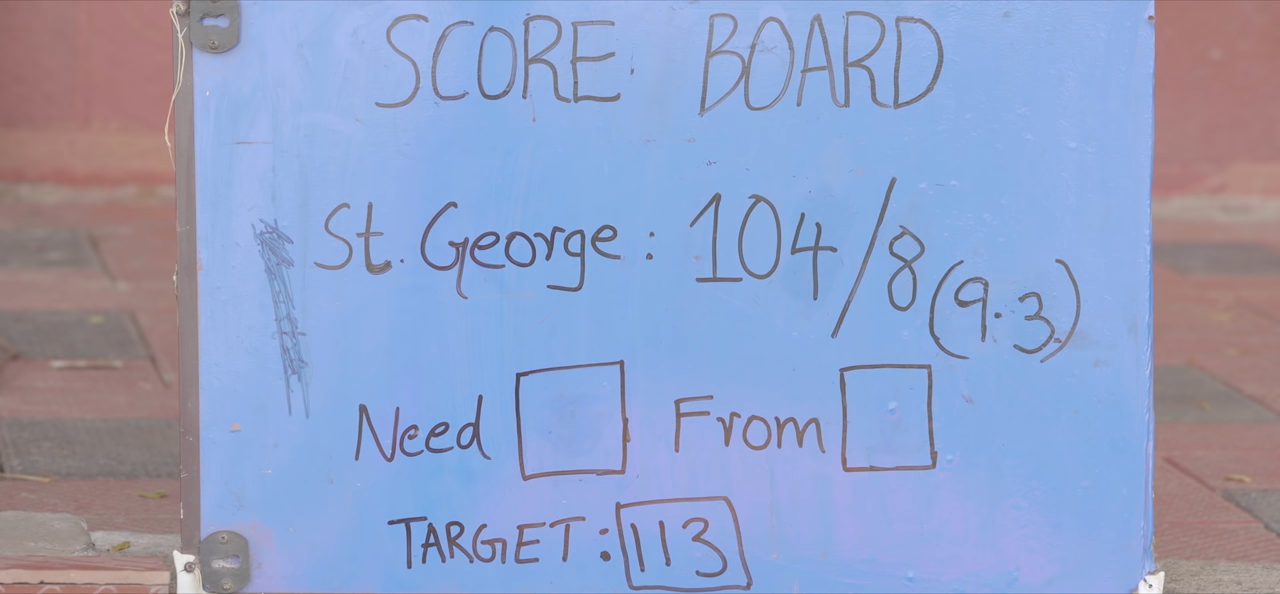 SCORE BOARD
St. George: 104/8 (9.3)
Need From
TARGET: 113